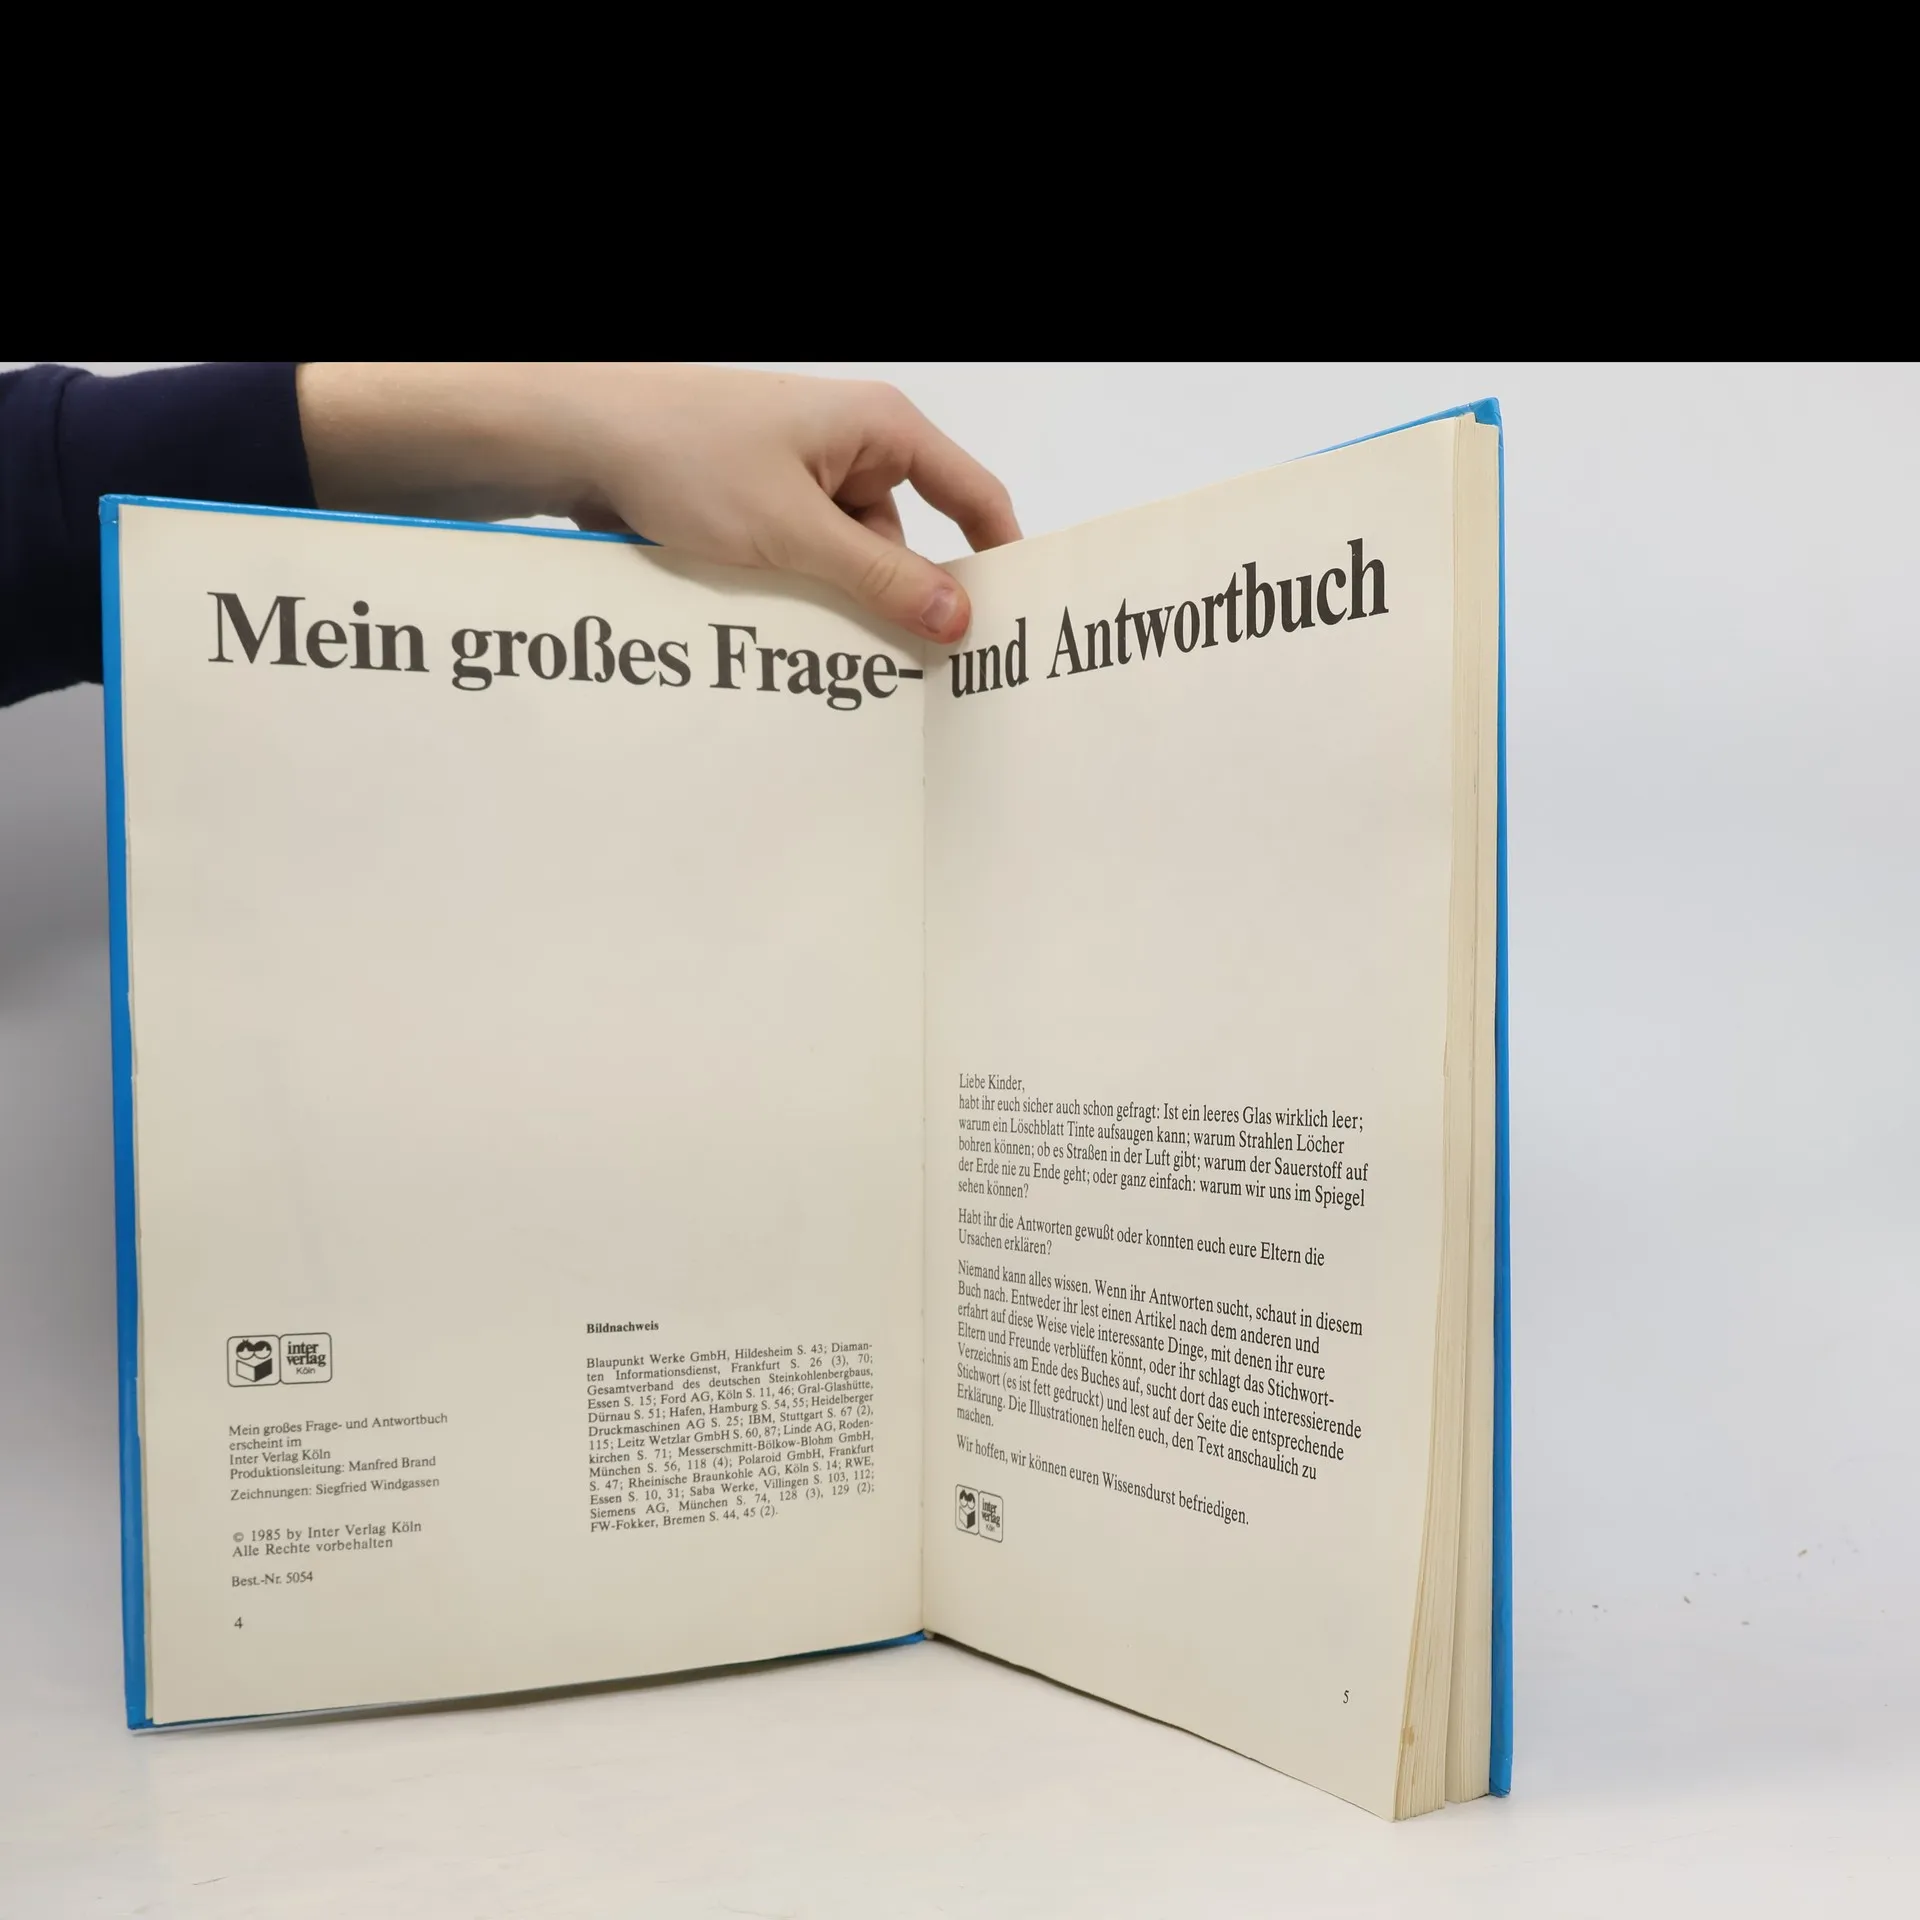 Mein großes Frage- und Antwortbuch
inter
verlag
Köln
Mein großes Frage- und Antwortbuch
erscheint im
Inter Verlag Köln
Produktionsleitung: Manfred Brand
Zeichnungen: Siegfried Windgassen
© 1985 by Inter Verlag Köln
Alle Rechte vorbehalten
Best.-Nr. 5054
4
Bildnachweis
Blaupunkt Werke GmbH, Hildesheim S. 43; Diaman-
ten Informationsdienst, Frankfurt S. 26 (3), 70;
Gesamtverband des deutschen Steinkohlenbergbaus,
Essen S. 15; Ford AG, Köln S. 11, 46; Gral-Glashütte,
Dürnau S. 51; Hafen, Hamburg S. 54, 55; Heidelberger
Druckmaschinen AG S. 25; IBM, Stuttgart S. 67 (2),
115; Leitz Wetzlar GmbH S. 60, 87; Linde AG, Roden-
kirchen S. 71; Messerschmitt-Bölkow-Blohm GmbH,
München S. 56, 118 (4); Polaroid GmbH, Frankfurt
S. 47; Rheinische Braunkohle AG, Köln S. 14; RWE,
Essen S. 10, 31; Saba Werke, Villingen S. 103, 112;
Siemens AG, München S. 74, 128 (3), 129 (2);
FW-Fokker, Bremen S. 44, 45 (2).
Liebe Kinder,
habt ihr euch sicher auch schon gefragt: Ist ein leeres Glas wirklich leer;
warum ein Löschblatt Tinte aufsaugen kann; warum Strahlen Löcher
bohren können; ob es Straßen in der Luft gibt; warum der Sauerstoff auf
der Erde nie zu Ende geht; oder ganz einfach: warum wir uns im Spiegel
sehen können?
Habt ihr die Antworten gewußt oder konnten euch eure Eltern die
Ursachen erklären?
Niemand kann alles wissen. Wenn ihr Antworten sucht, schaut in diesem
Buch nach. Entweder ihr lest einen Artikel nach dem anderen und
erfahrt auf diese Weise viele interessante Dinge, mit denen ihr eure
Eltern und Freunde verblüffen könnt, oder ihr schlagt das Stichwort-
Verzeichnis am Ende des Buches auf, sucht dort das euch interessierende
Stichwort (es ist fett gedruckt) und lest auf der Seite die entsprechende
Erklärung. Die Illustrationen helfen euch, den Text anschaulich zu
machen.
Wir hoffen, wir können euren Wissensdurst befriedigen.
inter
verlag
Köln
5